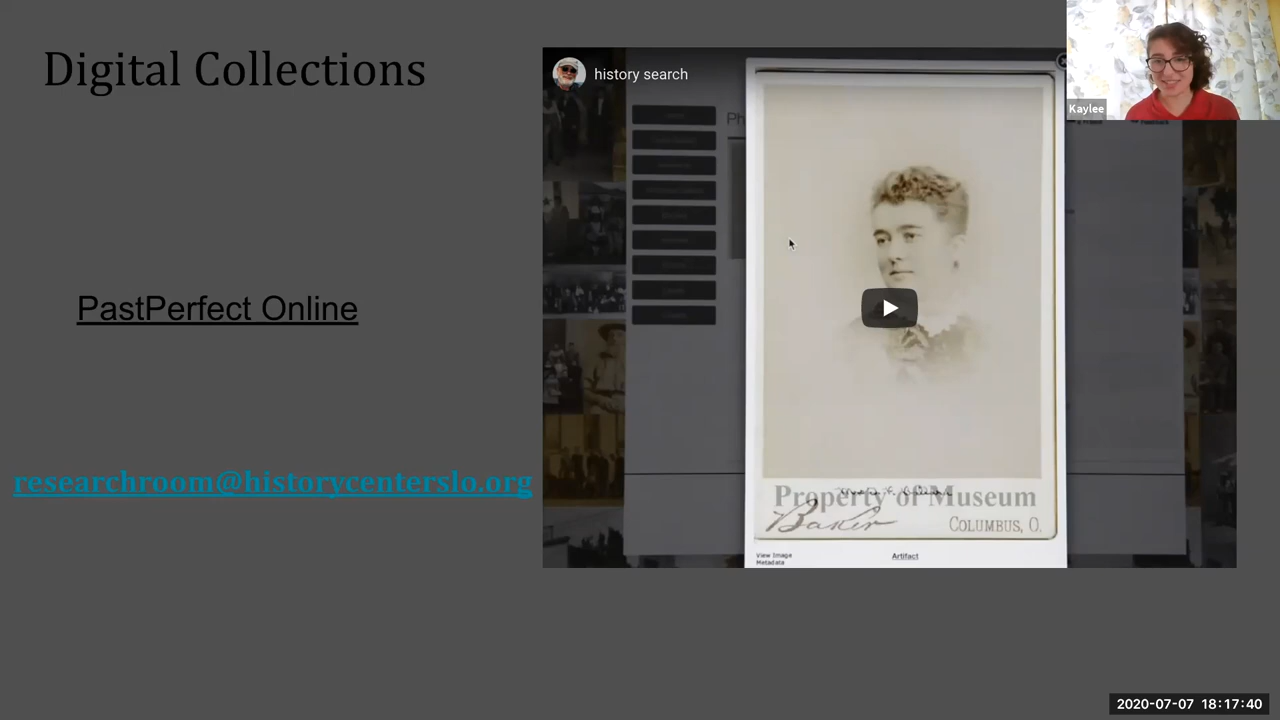 Digital Collections
history search
Kaylee
PastPerfect Online
researchroom@historycenterslo.org
Property of Museum
Baker
COLUMBUS, O.
View Image
Metadate
Artifact
2020-07-07 18:17:40